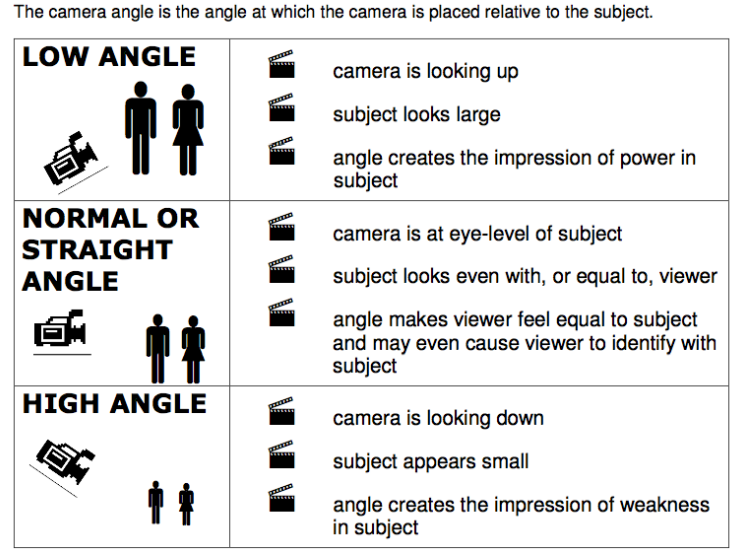 The camera angle is the angle at which the camera is placed relative to the subject.
LOW ANGLE
camera is looking up
subject looks large
angle creates the impression of power in
subject
NORMAL OR
STRAIGHT
ANGLE
camera is at eye-level of subject
subject looks even with, or equal to, viewer
angle makes viewer feel equal to subject
and may even cause viewer to identify with
subject
HIGH ANGLE
camera is looking down
subject appears small
angle creates the impression of weakness
in subject